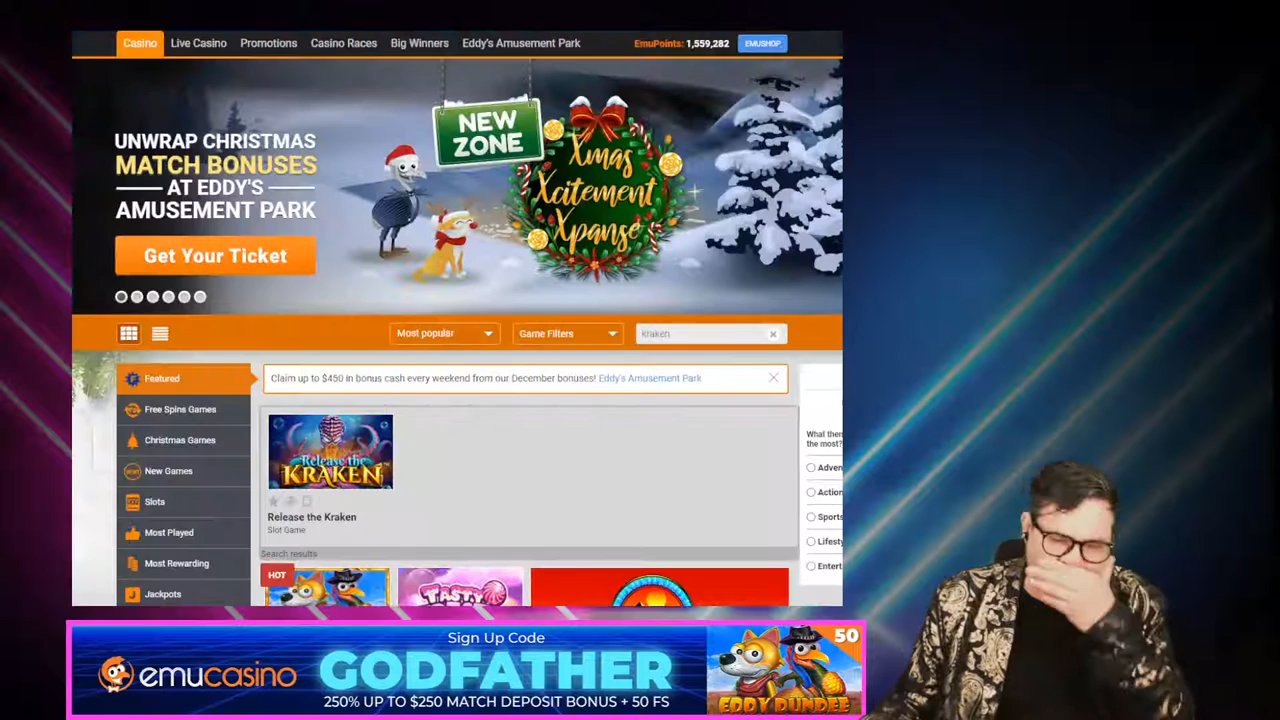 Casino Live Casino Promotions Casino Races Big Winners Eddy's Amusement Park EmuPoints: 1,559,282 EMUSHOP
UNWRAP CHRISTMAS
MATCH BONUSES
AT EDDY'S
AMUSEMENT PARK
Get Your Ticket
NEW
ZONE
Xmas
Xcitement
Xpanse
Most popular Game Filters kraken
Featured
Free Spins Games
Christmas Games
NEW
New Games
Slots
Most Played
Most Rewarding
Jackpots
Claim up to $450 in bonus cash every weekend from our December bonuses! Eddy's Amusement Park
Release the
KRAKEN
Release the Kraken
Slot Game
Search results
HOT
TASTY
What then
the most?
Adven
Action
Sports
Lifesty
Entert
emucasino
Sign Up Code
GODFATHER
250% UP TO $250 MATCH DEPOSIT BONUS + 50 FS
50
EDDY DUNDEE